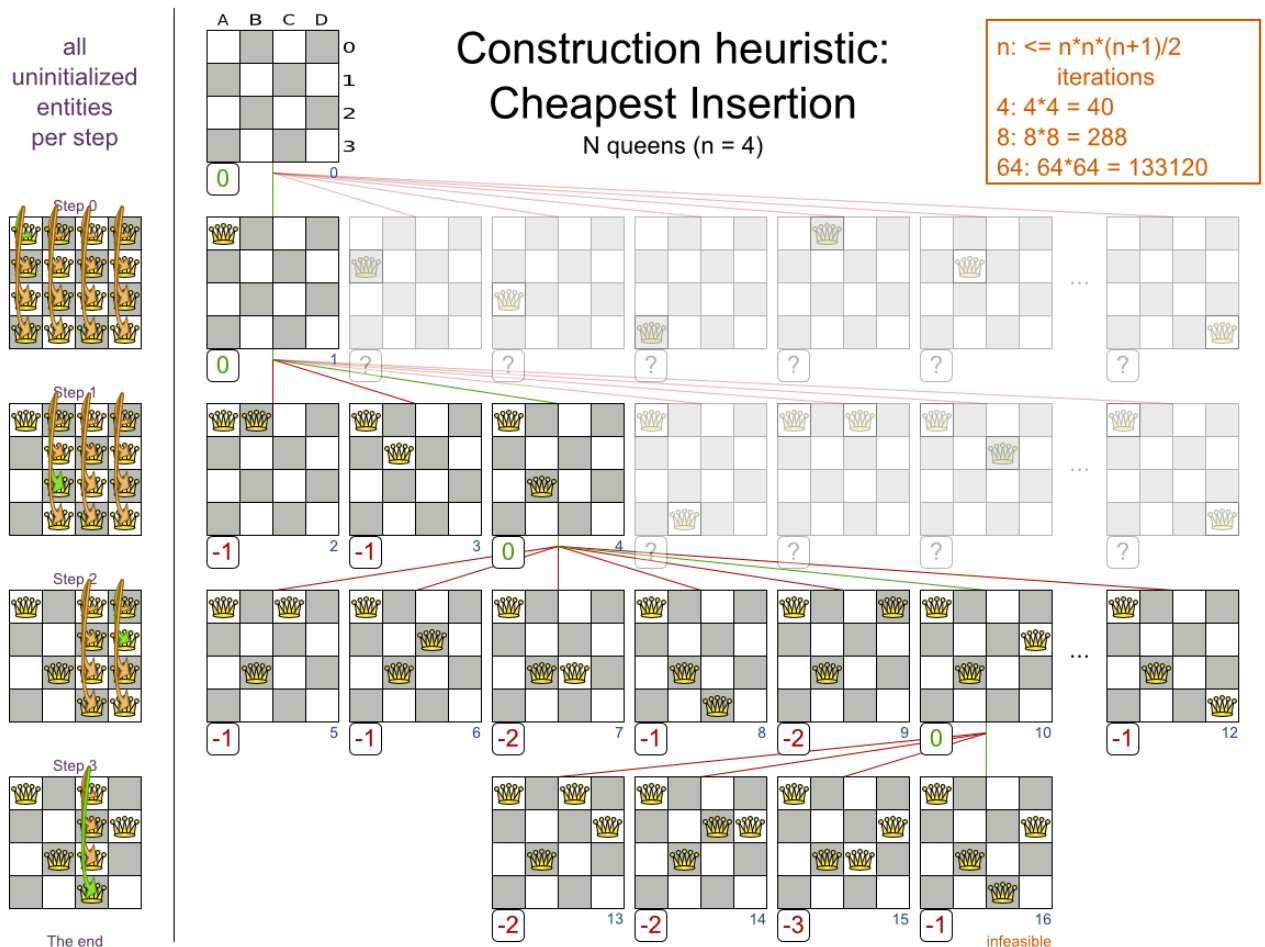 all
uninitialized
entities
per step
A B C D
0
1
2
3
0
0
Construction heuristic:
Cheapest Insertion
N queens (n = 4)
n: <= n*n*(n+1)/2
iterations
4: 4*4 = 40
8: 8*8 = 288
64: 64*64 = 133120
Step 0
...
0 1 ? ? ? ? ? ?
Step 1
...
-1 2 -1 3 0 4 ? ? ? ?
Step 2
...
-1 5 -1 6 -2 7 -1 8 -2 9 0 10 -1 12
Step 3
-2 13 -2 14 -3 15 -1 16
The end
infeasible